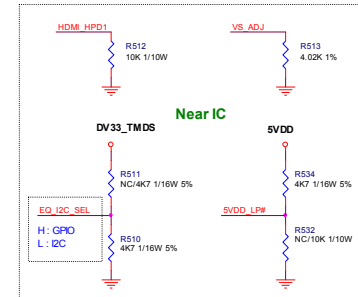 HDMI_HPD1
VS_ADJ
R512
10K 1/10W
R513
4.02K 1%
Near IC
DV33_TMDS
5VDD
R511
NC/4K7 1/16W 5%
R534
4K7 1/16W 5%
EQ_I2C_SEL
5VDD_LP#
H : GPIO
L : I2C
R510
4K7 1/16W 5%
R532
NC/10K 1/10W